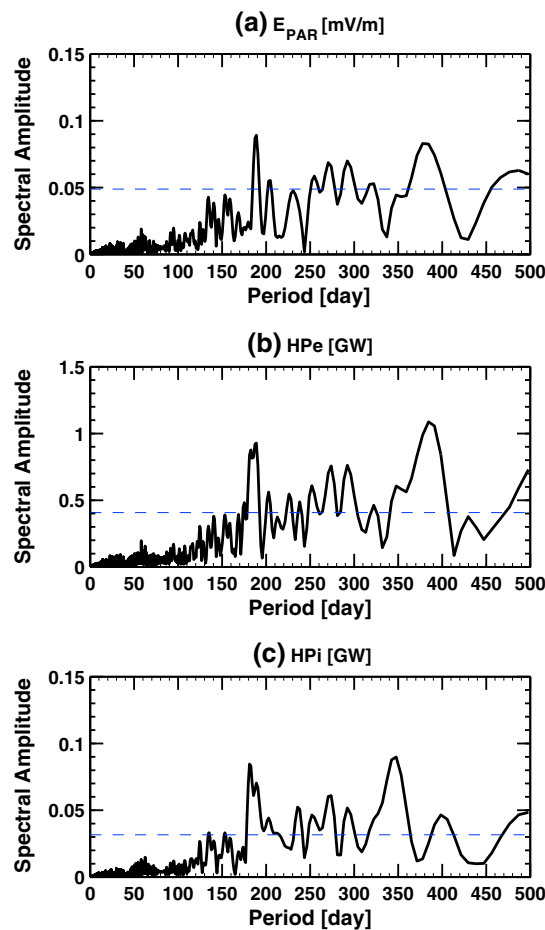 (a) E_PAR [mV/m]
0.15
0.1
0.05
0
Spectral Amplitude
0 50 100 150 200 250 300 350 400 450 500
Period [day]
(b) HPe [GW]
1.5
1
0.5
0
Spectral Amplitude
0 50 100 150 200 250 300 350 400 450 500
Period [day]
(c) HPi [GW]
0.15
0.1
0.05
0
Spectral Amplitude
0 50 100 150 200 250 300 350 400 450 500
Period [day]